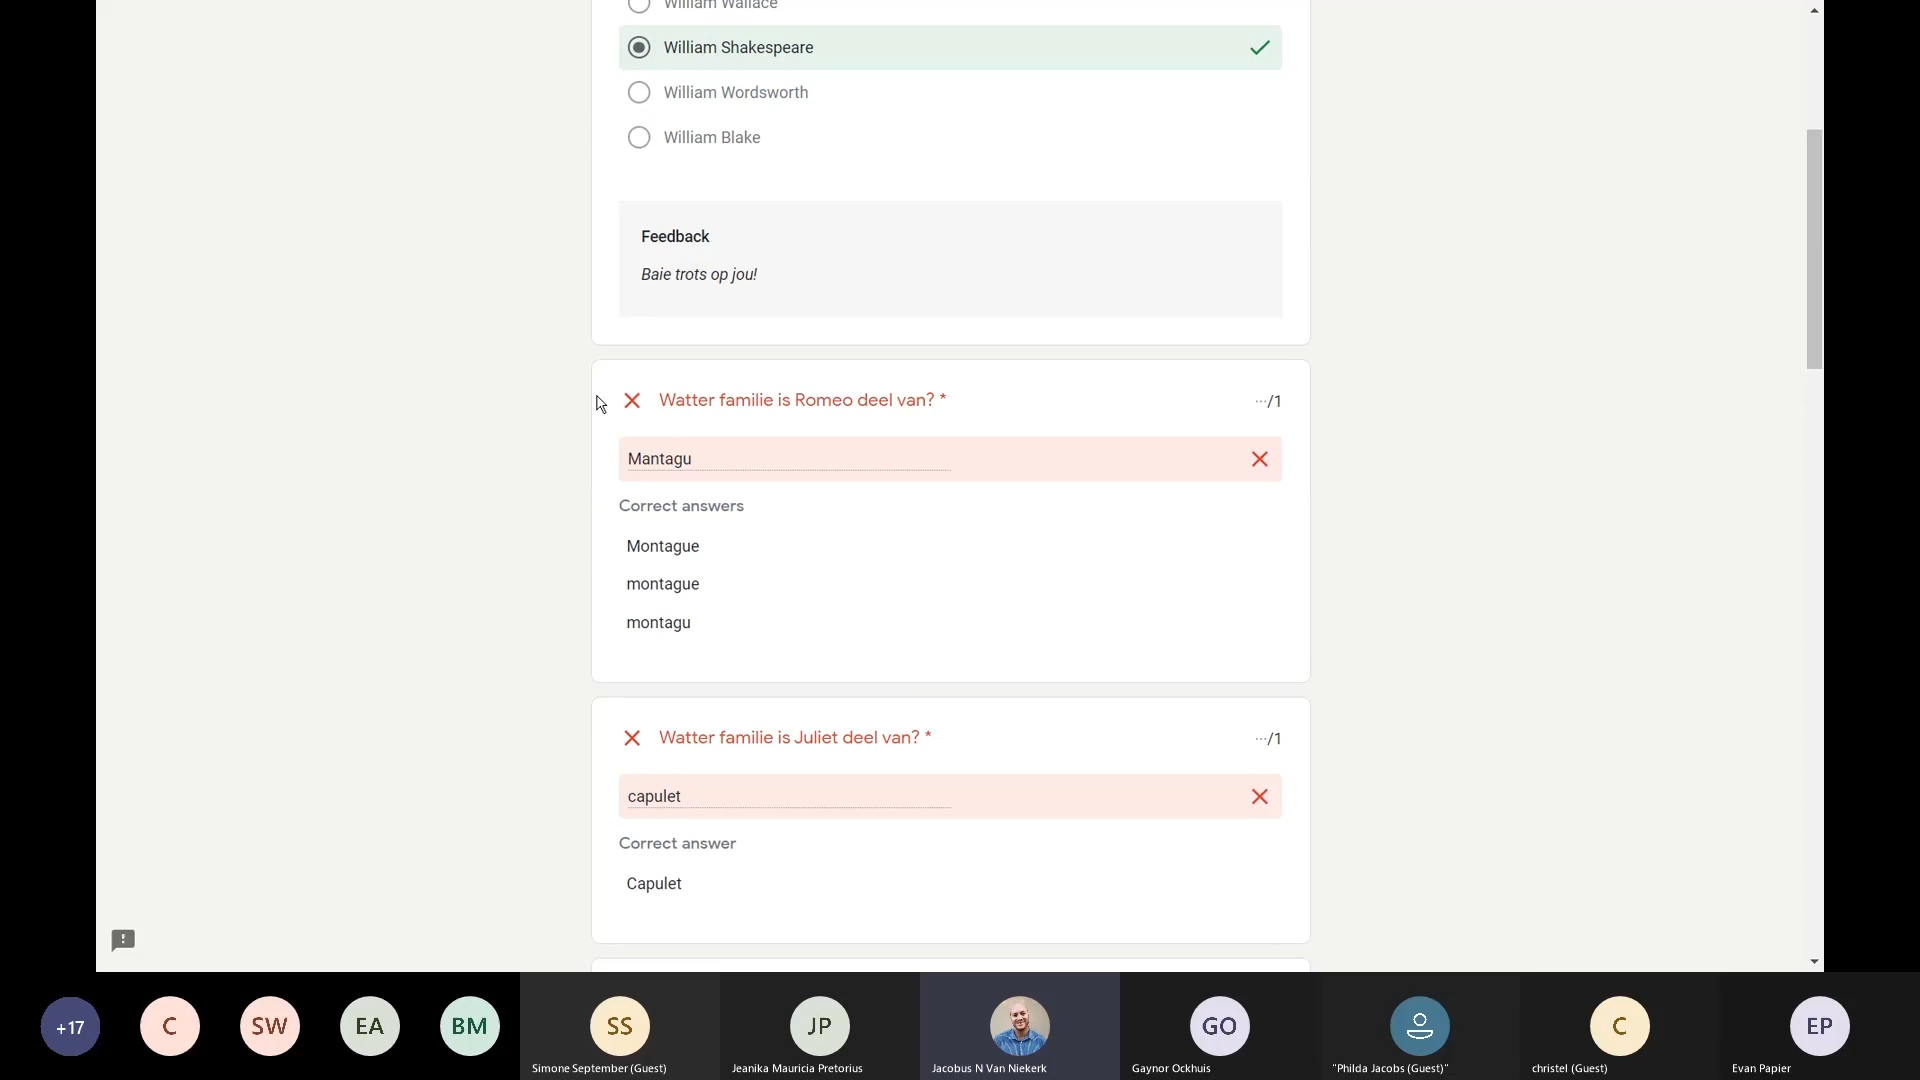 William Wallace
William Shakespeare
William Wordsworth
William Blake
Feedback
Baie trots op jou!
Watter familie is Romeo deel van? *
···/1
Mantagu
Correct answers
Montague
montague
montagu
Watter familie is Juliet deel van? *
···/1
capulet
Correct answer
Capulet
+17
C
SW
EA
BM
SS
JP
GO
C
EP
Simone September (Guest)
Jeanika Mauricia Pretorius
Jacobus N Van Niekerk
Gaynor Ockhuis
"Philda Jacobs (Guest)"
christel (Guest)
Evan Papier